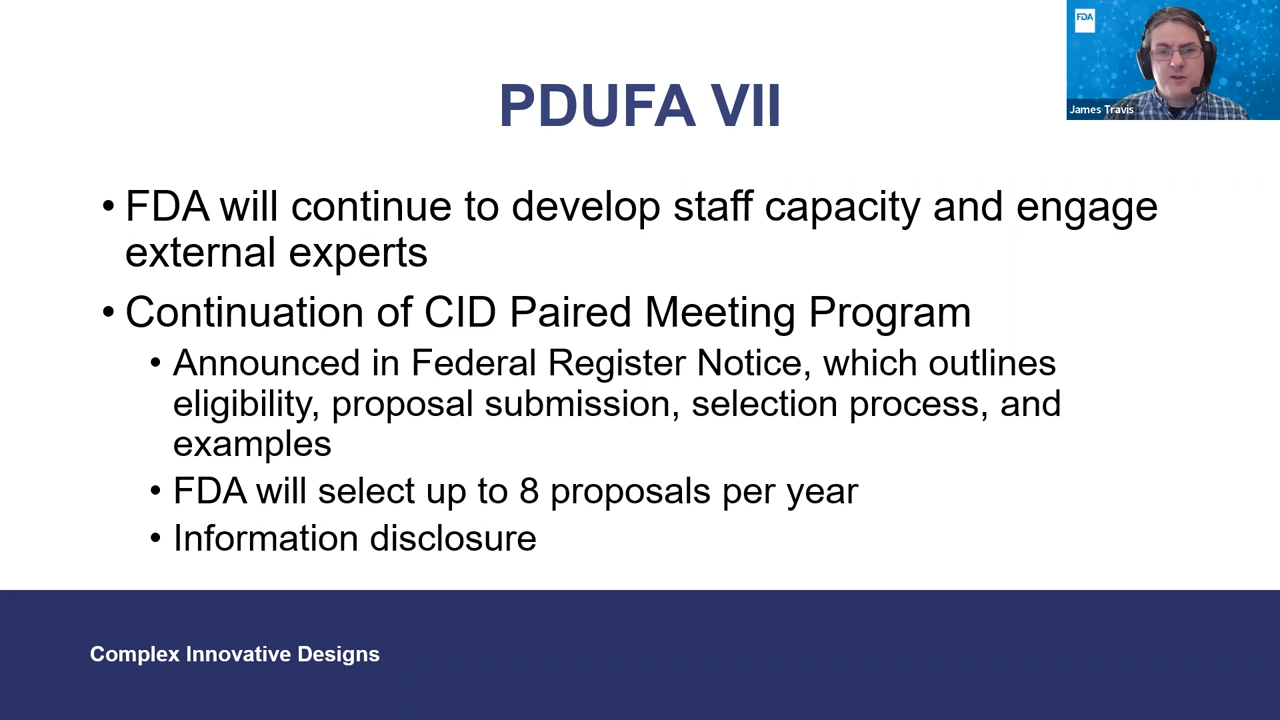 FDA
James Travis
PDUFA VII
• FDA will continue to develop staff capacity and engage
external experts
• Continuation of CID Paired Meeting Program
• Announced in Federal Register Notice, which outlines
eligibility, proposal submission, selection process, and
examples
• FDA will select up to 8 proposals per year
• Information disclosure
Complex Innovative Designs